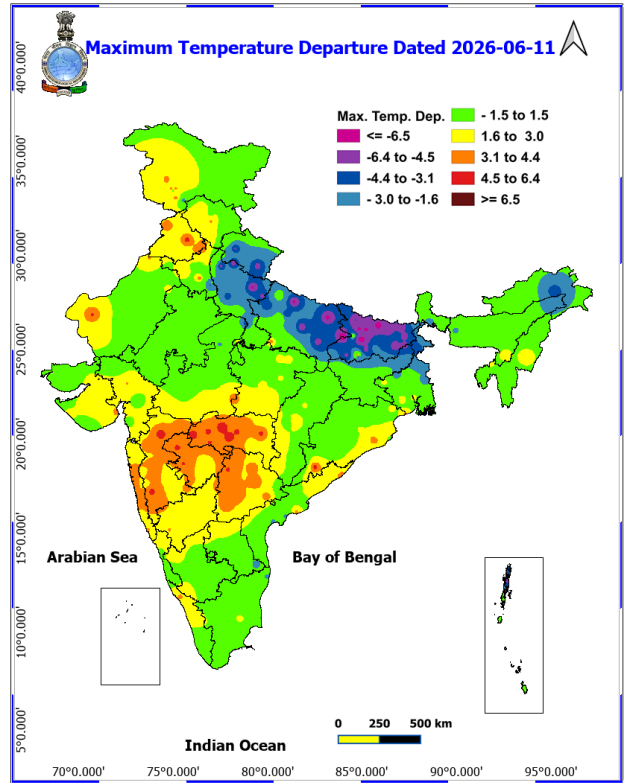 Maximum Temperature Departure Dated 2026-06-11
Max. Temp. Dep.
<= -6.5
-6.4 to -4.5
-4.4 to -3.1
- 3.0 to -1.6
- 1.5 to 1.5
1.6 to 3.0
3.1 to 4.4
4.5 to 6.4
>= 6.5
40°0.000'
35°0.000'
30°0.000'
25°0.000'
20°0.000'
15°0.000'
10°0.000'
5°0.000'
Arabian Sea
Bay of Bengal
Indian Ocean
0 250 500 km
70°0.000' 75°0.000' 80°0.000' 85°0.000' 90°0.000' 95°0.000'